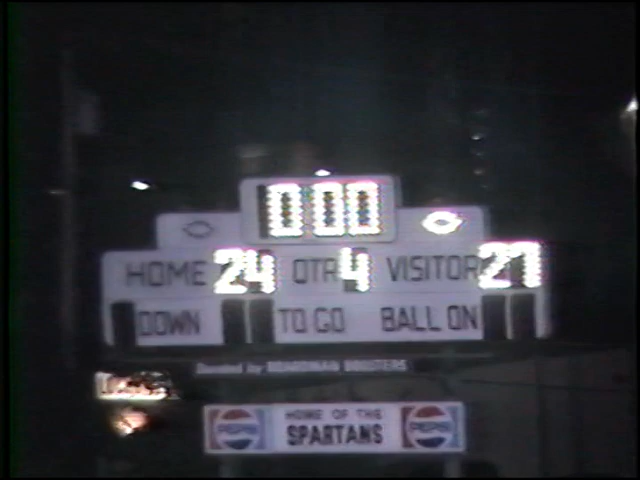 0:00
HOME 24 QTR 4 VISITOR 27
DOWN TO GO BALL ON
Donated by BOARDMAN BOOSTERS
PEPSI HOME OF THE PEPSI
SPARTANS